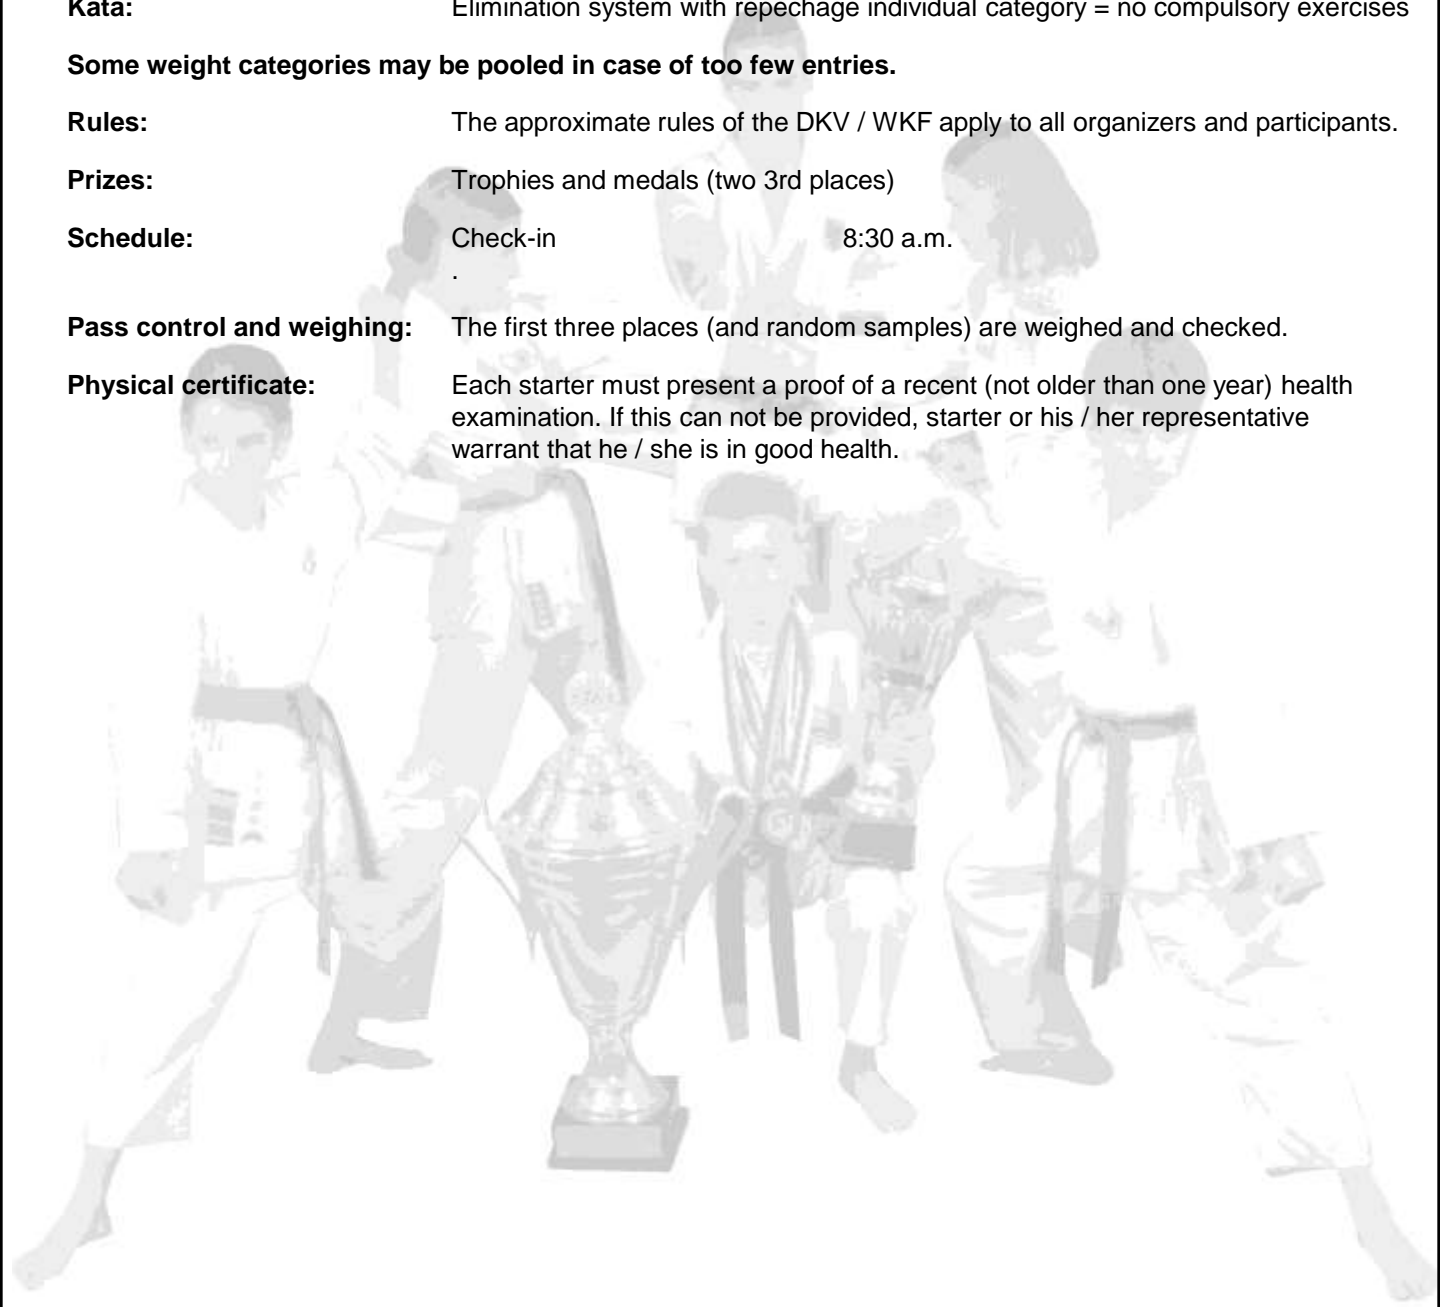 Kata: Elimination system with repechage individual category = no compulsory exercises
Some weight categories may be pooled in case of too few entries.
Rules: The approximate rules of the DKV / WKF apply to all organizers and participants.
Prizes: Trophies and medals (two 3rd places)
Schedule: Check-in 8:30 a.m.
.
Pass control and weighing: The first three places (and random samples) are weighed and checked.
Physical certificate: Each starter must present a proof of a recent (not older than one year) health
examination. If this can not be provided, starter or his / her representative
warrant that he / she is in good health.